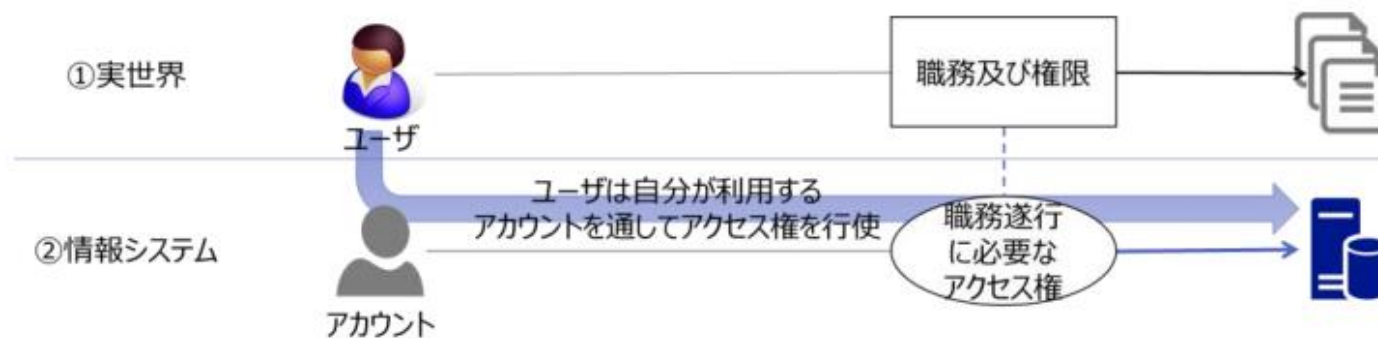 ①実世界
ユーザ
職務及び権限
ユーザは自分が利用する
アカウントを通してアクセス権を行使
②情報システム
アカウント
職務遂行
に必要な
アクセス権